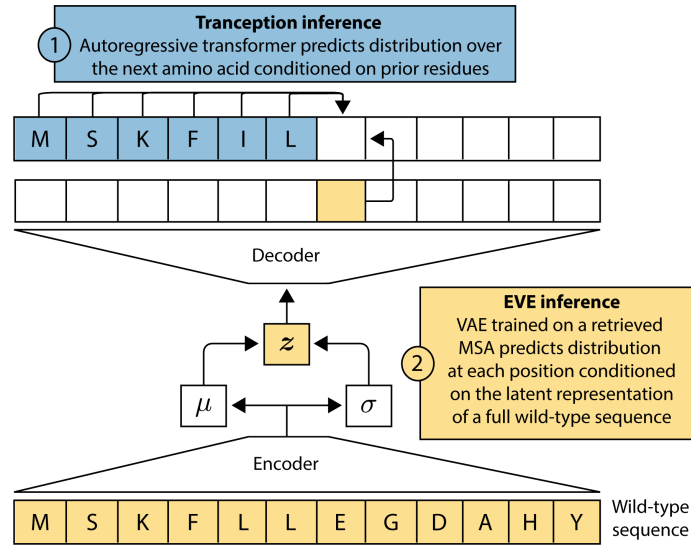 Tranception inference
1
Autoregressive transformer predicts distribution over
the next amino acid conditioned on prior residues
M S K F I L
Decoder
EVE inference
VAE trained on a retrieved
MSA predicts distribution
2
at each position conditioned
on the latent representation
of a full wild-type sequence
z
μ σ
Encoder
M S K F L L E G D A H Y
Wild-type
sequence